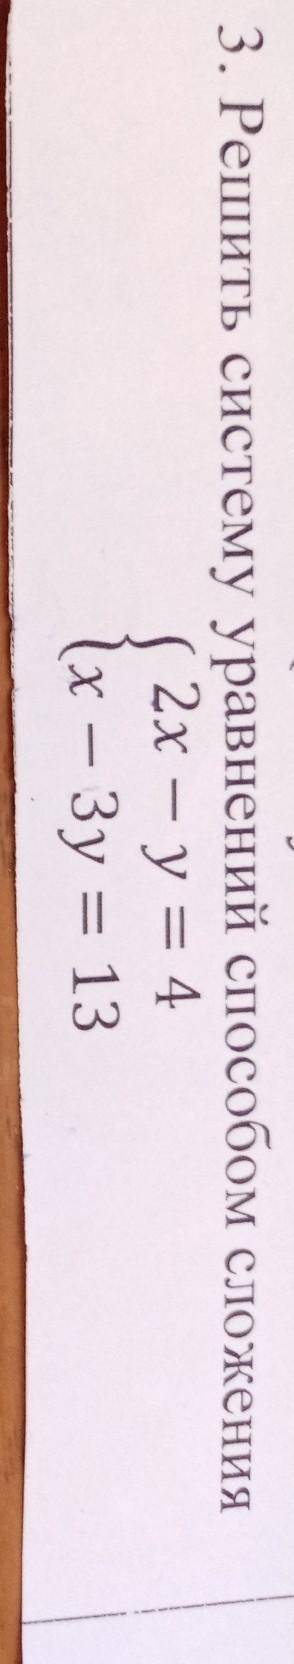 3. Решить систему уравнений способом сложения
{ 2x − y = 4
x − 3y = 13